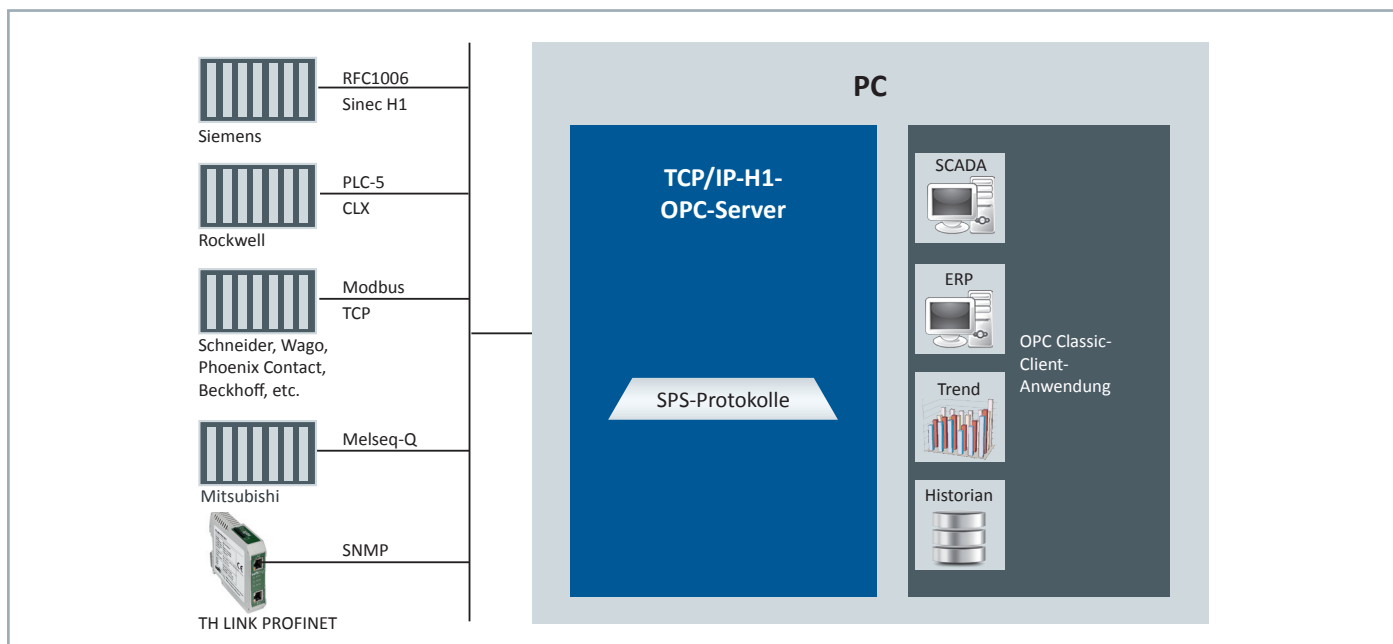 RFC1006
Sinec H1
Siemens
PLC-5
CLX
Rockwell
Modbus
TCP
Schneider, Wago,
Phoenix Contact,
Beckhoff, etc.
Melseq-Q
Mitsubishi
SNMP
TH LINK PROFINET
PC
TCP/IP-H1-
OPC-Server
SPS-Protokolle
SCADA
ERP
Trend
Historian
OPC Classic-
Client-
Anwendung